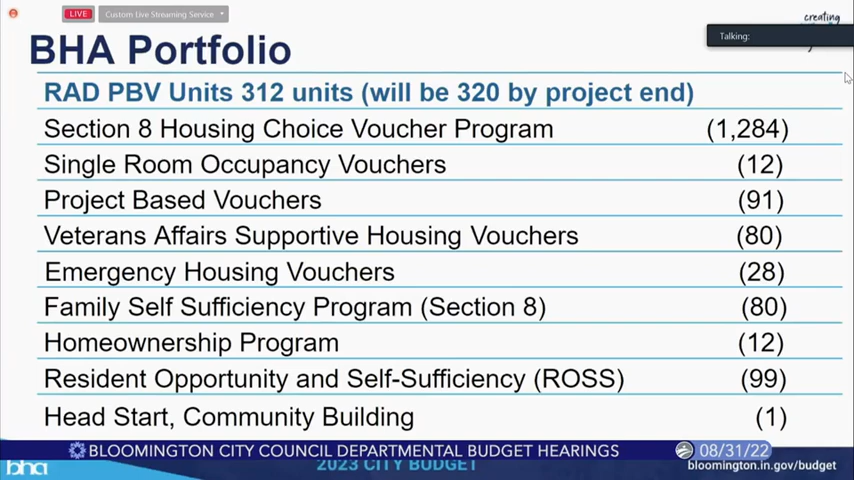 LIVE
Custom Live Streaming Service
creating
Talking:
BHA Portfolio
RAD PBV Units 312 units (will be 320 by project end)
Section 8 Housing Choice Voucher Program (1,284)
Single Room Occupancy Vouchers (12)
Project Based Vouchers (91)
Veterans Affairs Supportive Housing Vouchers (80)
Emergency Housing Vouchers (28)
Family Self Sufficiency Program (Section 8) (80)
Homeownership Program (12)
Resident Opportunity and Self-Sufficiency (ROSS) (99)
Head Start, Community Building (1)
BLOOMINGTON CITY COUNCIL DEPARTMENTAL BUDGET HEARINGS 08/31/22
bha 2023 CITY BUDGET bloomington.in.gov/budget